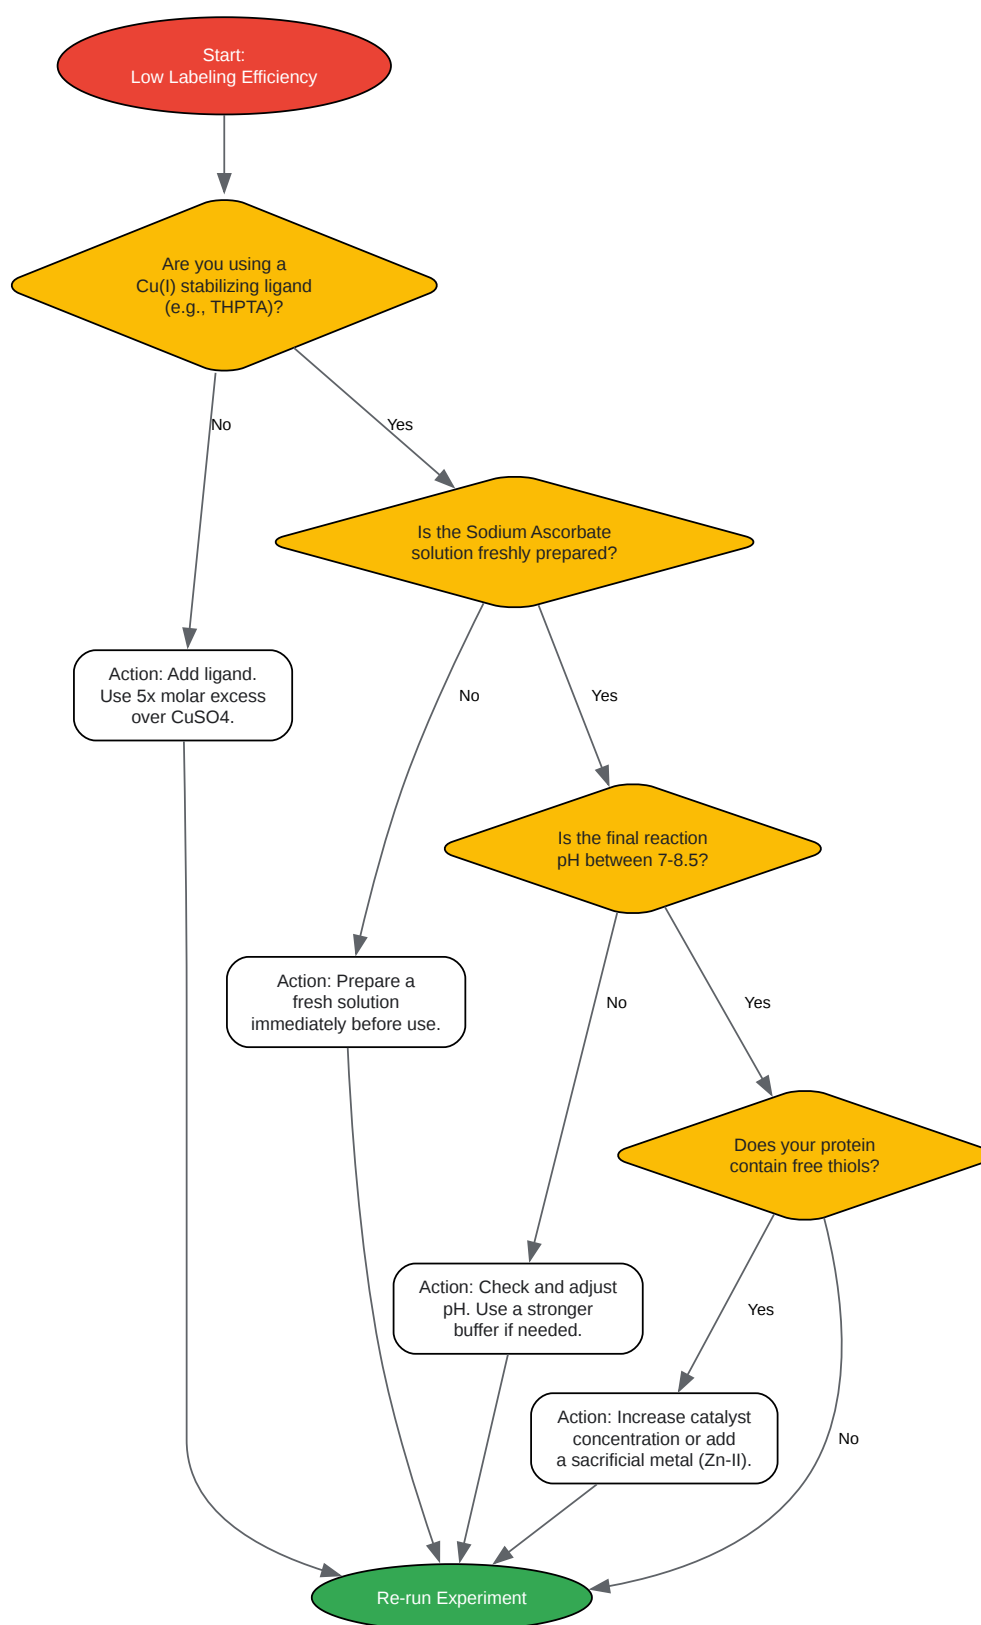 Start:
Low Labeling Efficiency
Are you using a
Cu(I) stabilizing ligand
(e.g., THPTA)?
No
Yes
Is the Sodium Ascorbate
solution freshly prepared?
Action: Add ligand.
Use 5x molar excess
over CuSO4.
No
Yes
Is the final reaction
pH between 7-8.5?
Action: Prepare a
fresh solution
immediately before use.
No
Yes
Does your protein
contain free thiols?
Action: Check and adjust
pH. Use a stronger
buffer if needed.
Yes
Action: Increase catalyst
concentration or add
a sacrificial metal (Zn-II).
No
Re-run Experiment